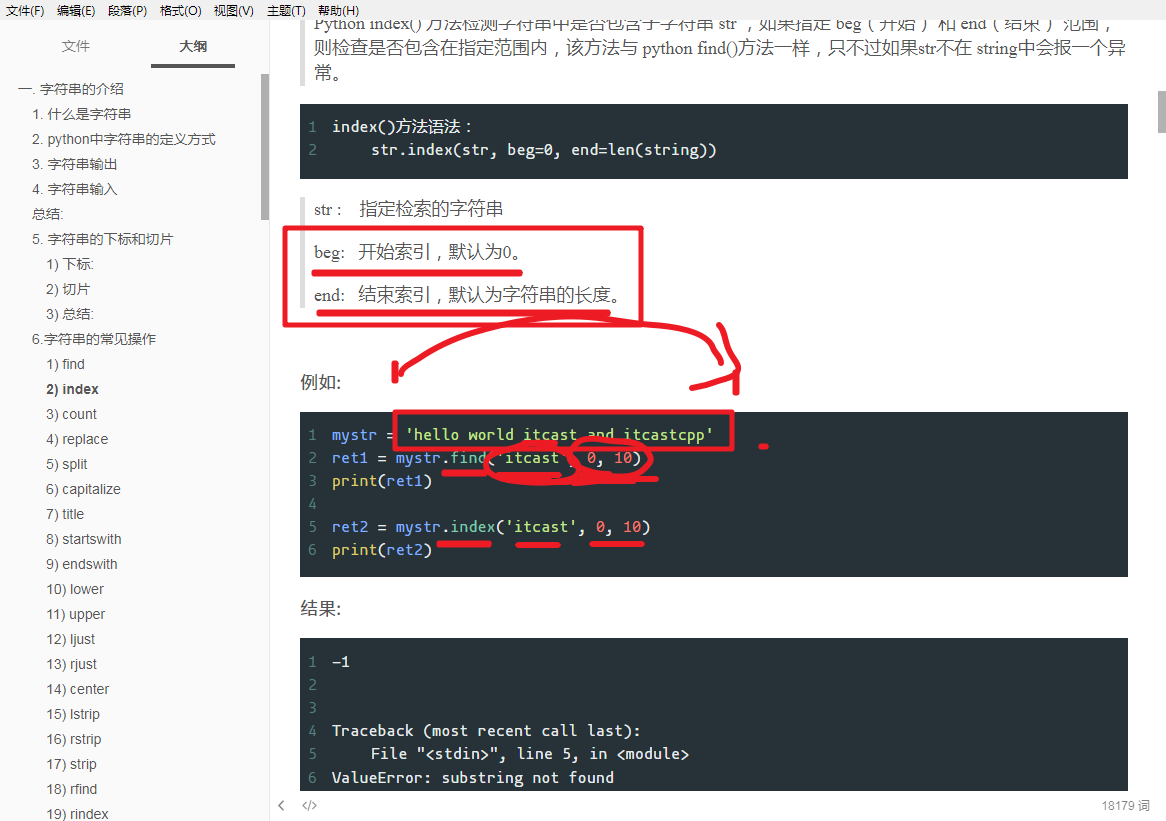 文件(F) 编辑(E) 段落(P) 格式(O) 视图(V) 主题(T) 帮助(H)
文件 大纲
一. 字符串的介绍
1. 什么是字符串
2. python中字符串的定义方式
3. 字符串输出
4. 字符串输入
总结:
5. 字符串的下标和切片
1) 下标:
2) 切片
3) 总结:
6.字符串的常见操作
1) find
2) index
3) count
4) replace
5) split
6) capitalize
7) title
8) startswith
9) endswith
10) lower
11) upper
12) ljust
13) rjust
14) center
15) lstrip
16) rstrip
17) strip
18) rfind
19) rindex
Python index() 方法检测字符串中是否包含子字符串 str ，如果指定 beg（开始）和 end（结束）范围，
则检查是否包含在指定范围内，该方法与 python find()方法一样，只不过如果str不在 string中会报一个异
常。
1 index()方法语法：
2 str.index(str, beg=0, end=len(string))
str： 指定检索的字符串
beg: 开始索引，默认为0。
end: 结束索引，默认为字符串的长度。
例如:
1 mystr = 'hello world itcast and itcastcpp'
2 ret1 = mystr.find('itcast', 0, 10)
3 print(ret1)
4
5 ret2 = mystr.index('itcast', 0, 10)
6 print(ret2)
结果:
1 -1
2
3
4 Traceback (most recent call last):
5 File "<stdin>", line 5, in <module>
6 ValueError: substring not found
</>
18179 词